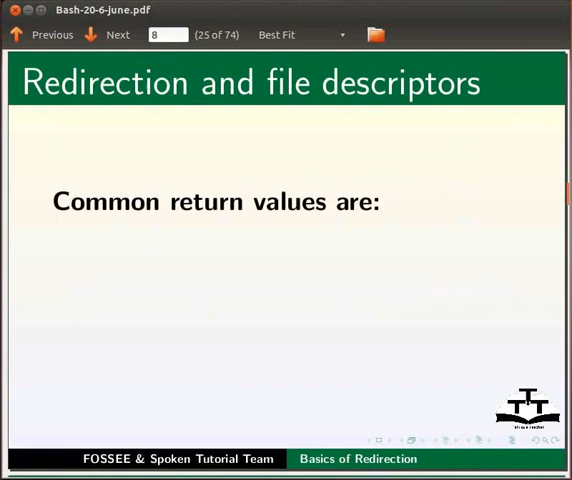 Bash-20-6-june.pdf
Previous Next 8 (25 of 74) Best Fit
Redirection and file descriptors
Common return values are:
FOSSEE & Spoken Tutorial Team Basics of Redirection